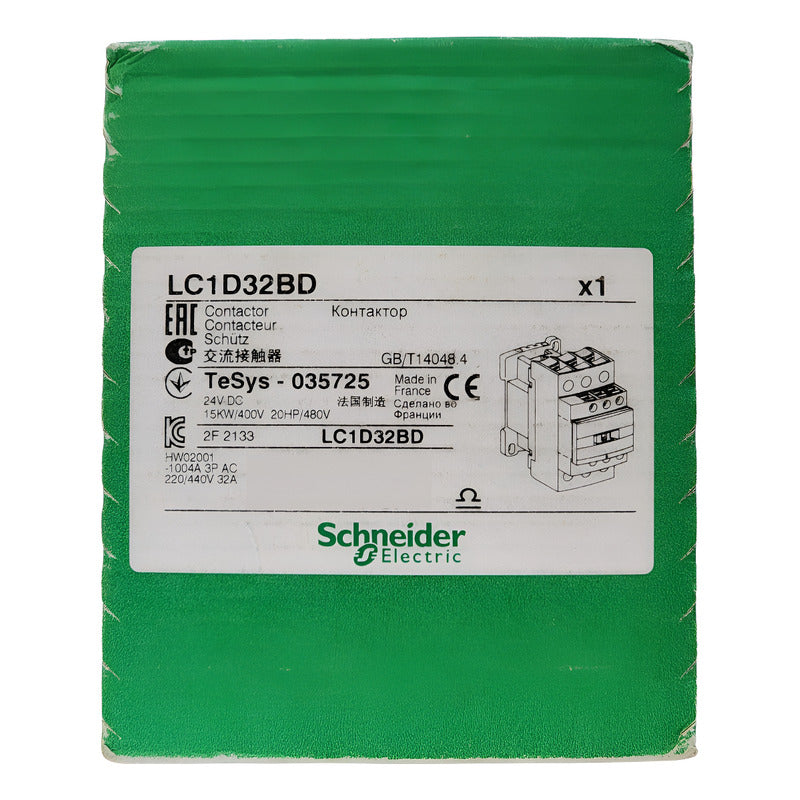 LC1D32BD x1
EAC Contactor Контактор
Contacteur
Schütz
交流接触器 GB/T14048.4
TeSys - 035725 Made in France CE
24V DC 法国制造 Сделано во Франции
15KW/400V 20HP/480V
2F 2133 LC1D32BD
HW02001
-1004A 3P AC
220/440V 32A
Schneider
Electric